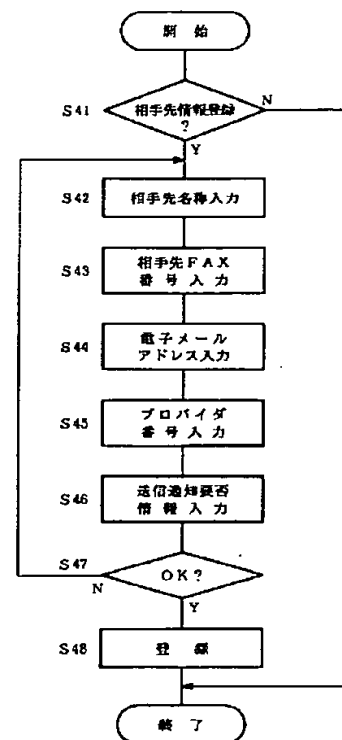 開始
S41
相手先情報登録
?
N
Y
S42
相手先名称入力
S43
相手先FAX
番号入力
S44
電子メール
アドレス入力
S45
プロバイダ
番号入力
S46
送信通知要否
情報入力
S47
OK?
N
Y
S48
登録
終了